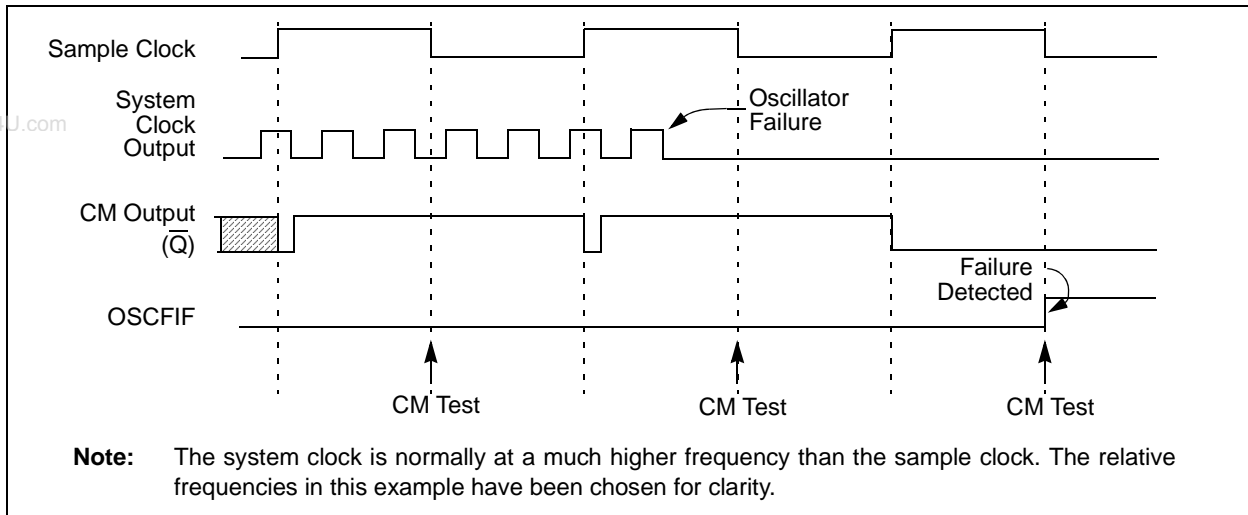 Sample Clock
System
Clock
Output
4U.com
Oscillator
Failure
CM Output
(Q)
Failure
Detected
OSCFIF
CM Test
CM Test
CM Test
Note: The system clock is normally at a much higher frequency than the sample clock. The relative
frequencies in this example have been chosen for clarity.